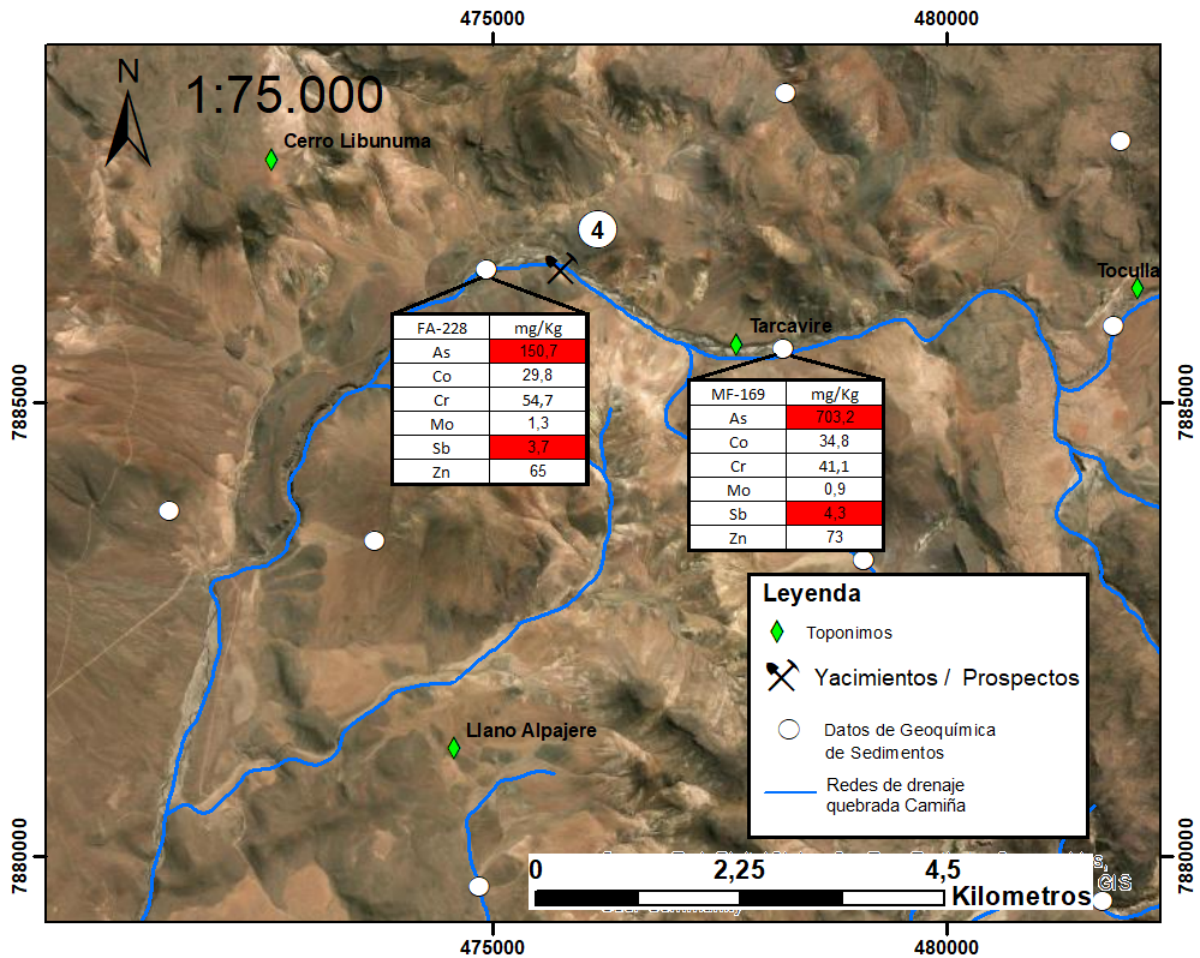 475000
480000
N
1:75.000
Cerro Libunuma
4
Toculla
Tarcavire
FA-228 mg/Kg
As 150,7
Co 29,8
Cr 54,7
Mo 1,3
Sb 3,7
Zn 65
MF-169 mg/Kg
As 703,2
Co 34,8
Cr 41,1
Mo 0,9
Sb 4,3
Zn 73
7885000
7885000
Leyenda
Toponimos
Yacimientos / Prospectos
Datos de Geoquímica
de Sedimentos
Redes de drenaje
quebrada Camiña
Llano Alpajere
7880000
7880000
0 2,25 4,5
Kilometros
GIS
475000
480000